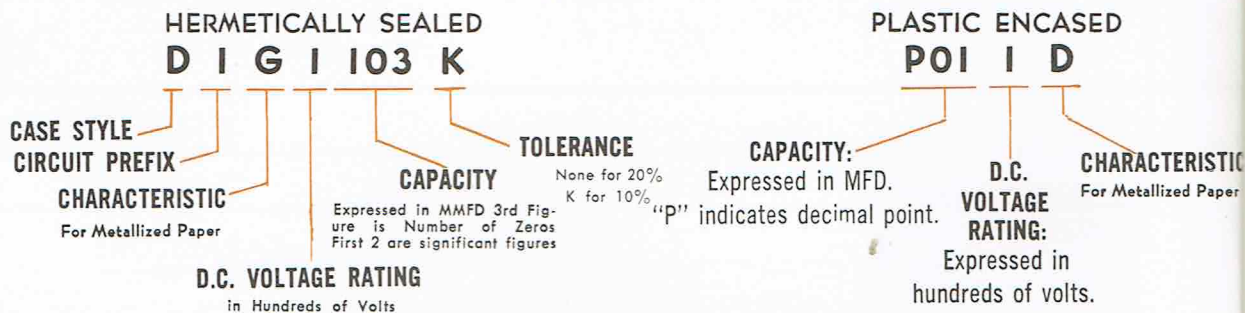 HERMETICALLY SEALED
D I G I 103 K
CASE STYLE
CIRCUIT PREFIX
CHARACTERISTIC
For Metallized Paper
D.C. VOLTAGE RATING
in Hundreds of Volts
CAPACITY
Expressed in MMFD 3rd Fig-
ure is Number of Zeros
First 2 are significant figures
TOLERANCE
None for 20%
K for 10%
PLASTIC ENCASED
P01 I D
CAPACITY:
Expressed in MFD.
"P" indicates decimal point.
D.C.
VOLTAGE
RATING:
Expressed in
hundreds of volts.
CHARACTERISTIC
For Metallized Paper